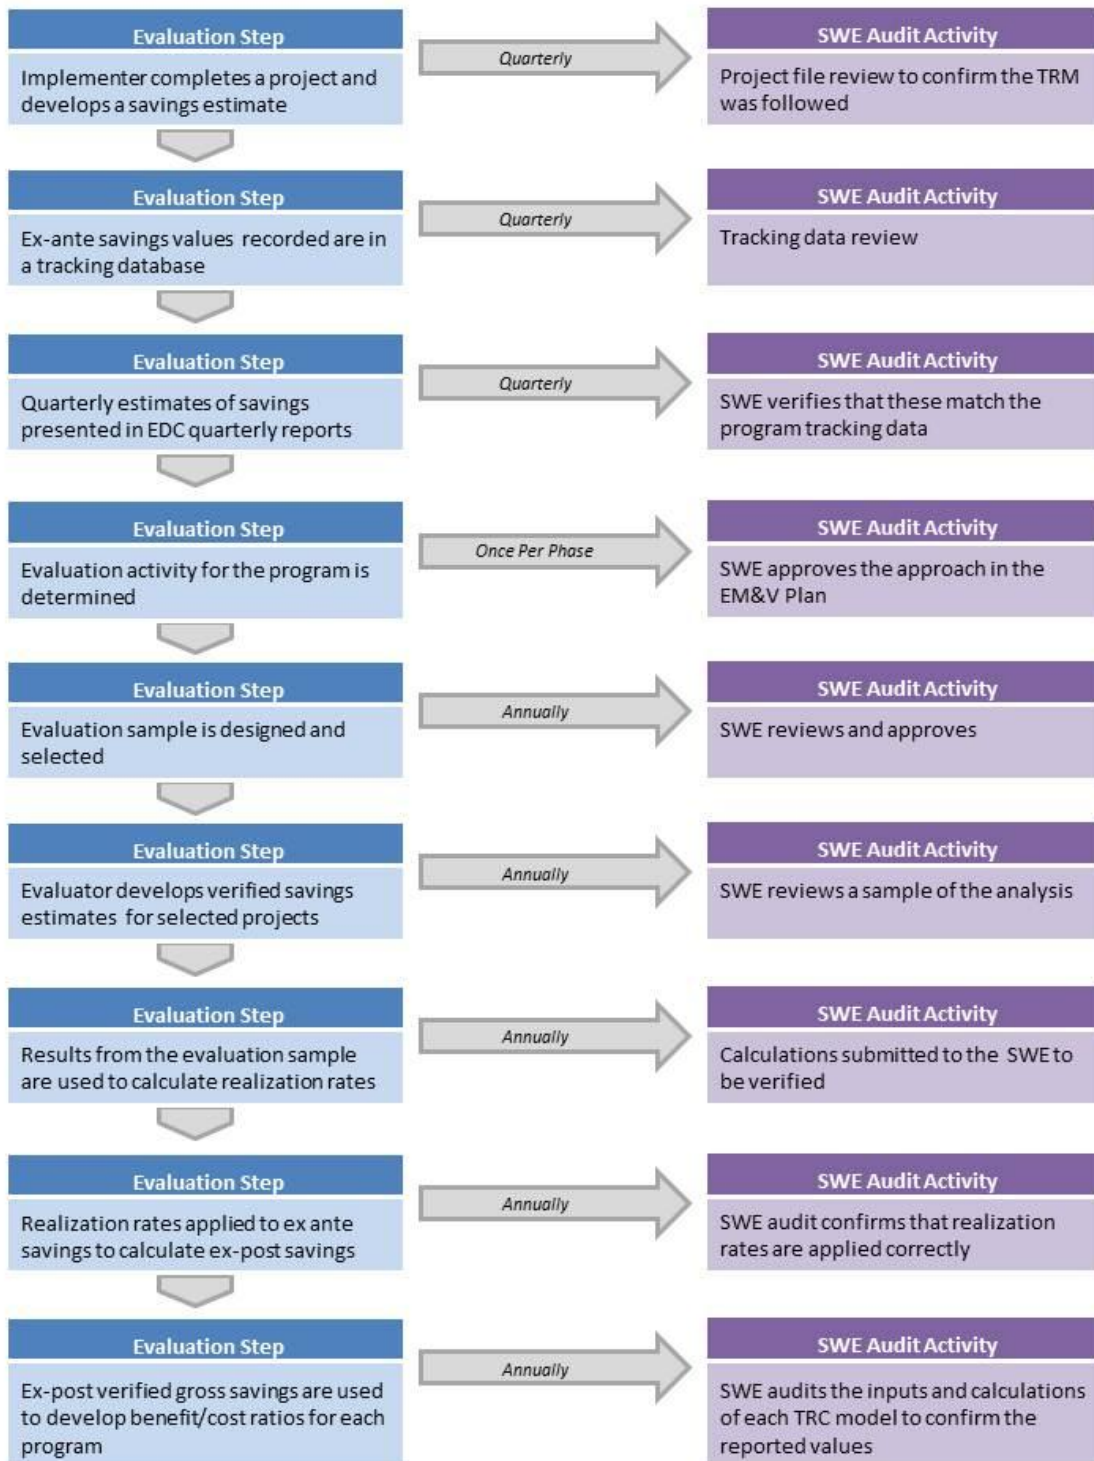 Evaluation Step
Implementer completes a project and
develops a savings estimate
Quarterly
SWE Audit Activity
Project file review to confirm the TRM
was followed
Evaluation Step
Ex-ante savings values recorded are in
a tracking database
Quarterly
SWE Audit Activity
Tracking data review
Evaluation Step
Quarterly estimates of savings
presented in EDC quarterly reports
Quarterly
SWE Audit Activity
SWE verifies that these match the
program tracking data
Evaluation Step
Evaluation activity for the program is
determined
Once Per Phase
SWE Audit Activity
SWE approves the approach in the
EM&V Plan
Evaluation Step
Evaluation sample is designed and
selected
Annually
SWE Audit Activity
SWE reviews and approves
Evaluation Step
Evaluator develops verified savings
estimates for selected projects
Annually
SWE Audit Activity
SWE reviews a sample of the analysis
Evaluation Step
Results from the evaluation sample
are used to calculate realization rates
Annually
SWE Audit Activity
Calculations submitted to the SWE to
be verified
Evaluation Step
Realization rates applied to ex ante
savings to calculate ex-post savings
Annually
SWE Audit Activity
SWE audit confirms that realization
rates are applied correctly
Evaluation Step
Ex-post verified gross savings are used
to develop benefit/cost ratios for each
program
Annually
SWE Audit Activity
SWE audits the inputs and calculations
of each TRC model to confirm the
reported values